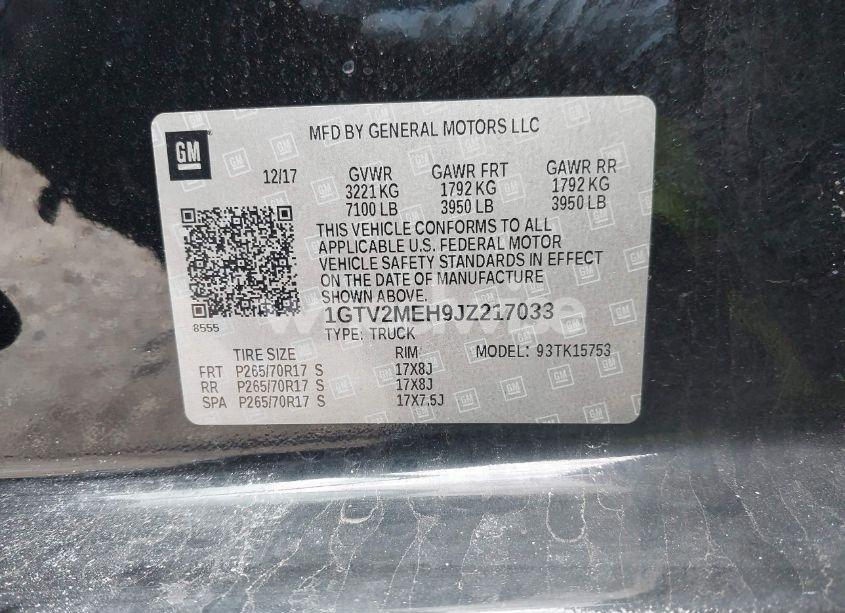 MFD BY GENERAL MOTORS LLC
GM
12/17
GVWR GAWR FRT GAWR RR
3221 KG 1792 KG 1792 KG
7100 LB 3950 LB 3950 LB
THIS VEHICLE CONFORMS TO ALL
APPLICABLE U.S. FEDERAL MOTOR
VEHICLE SAFETY STANDARDS IN EFFECT
ON THE DATE OF MANUFACTURE
SHOWN ABOVE.
8555
1GTV2MEH9JZ217033
TYPE: TRUCK
TIRE SIZE RIM MODEL: 93TK15753
FRT P265/70R17 S 17X8J
RR P265/70R17 S 17X8J
SPA P265/70R17 S 17X7.5J